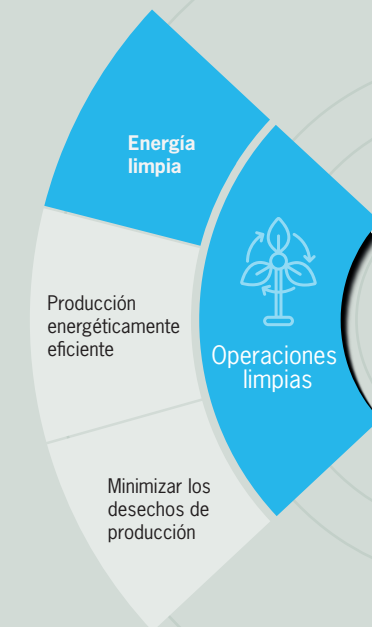 Energía
limpia
Producción
energéticamente
eficiente
Operaciones
limpias
Minimizar los
desechos de
producción